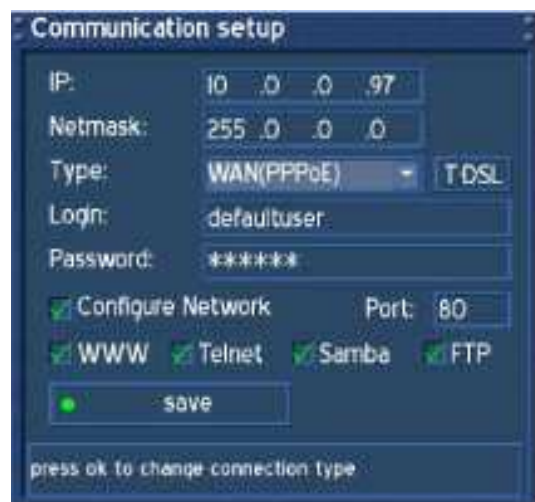 Communication setup
IP: 10 .0 .0 .97
Netmask: 255 .0 .0 .0
Type: WAN(PPPoE) TDSL
Login: defaultuser
Password: ******
Configure Network Port: 80
WWW Telnet Samba FTP
save
press ok to change connection type